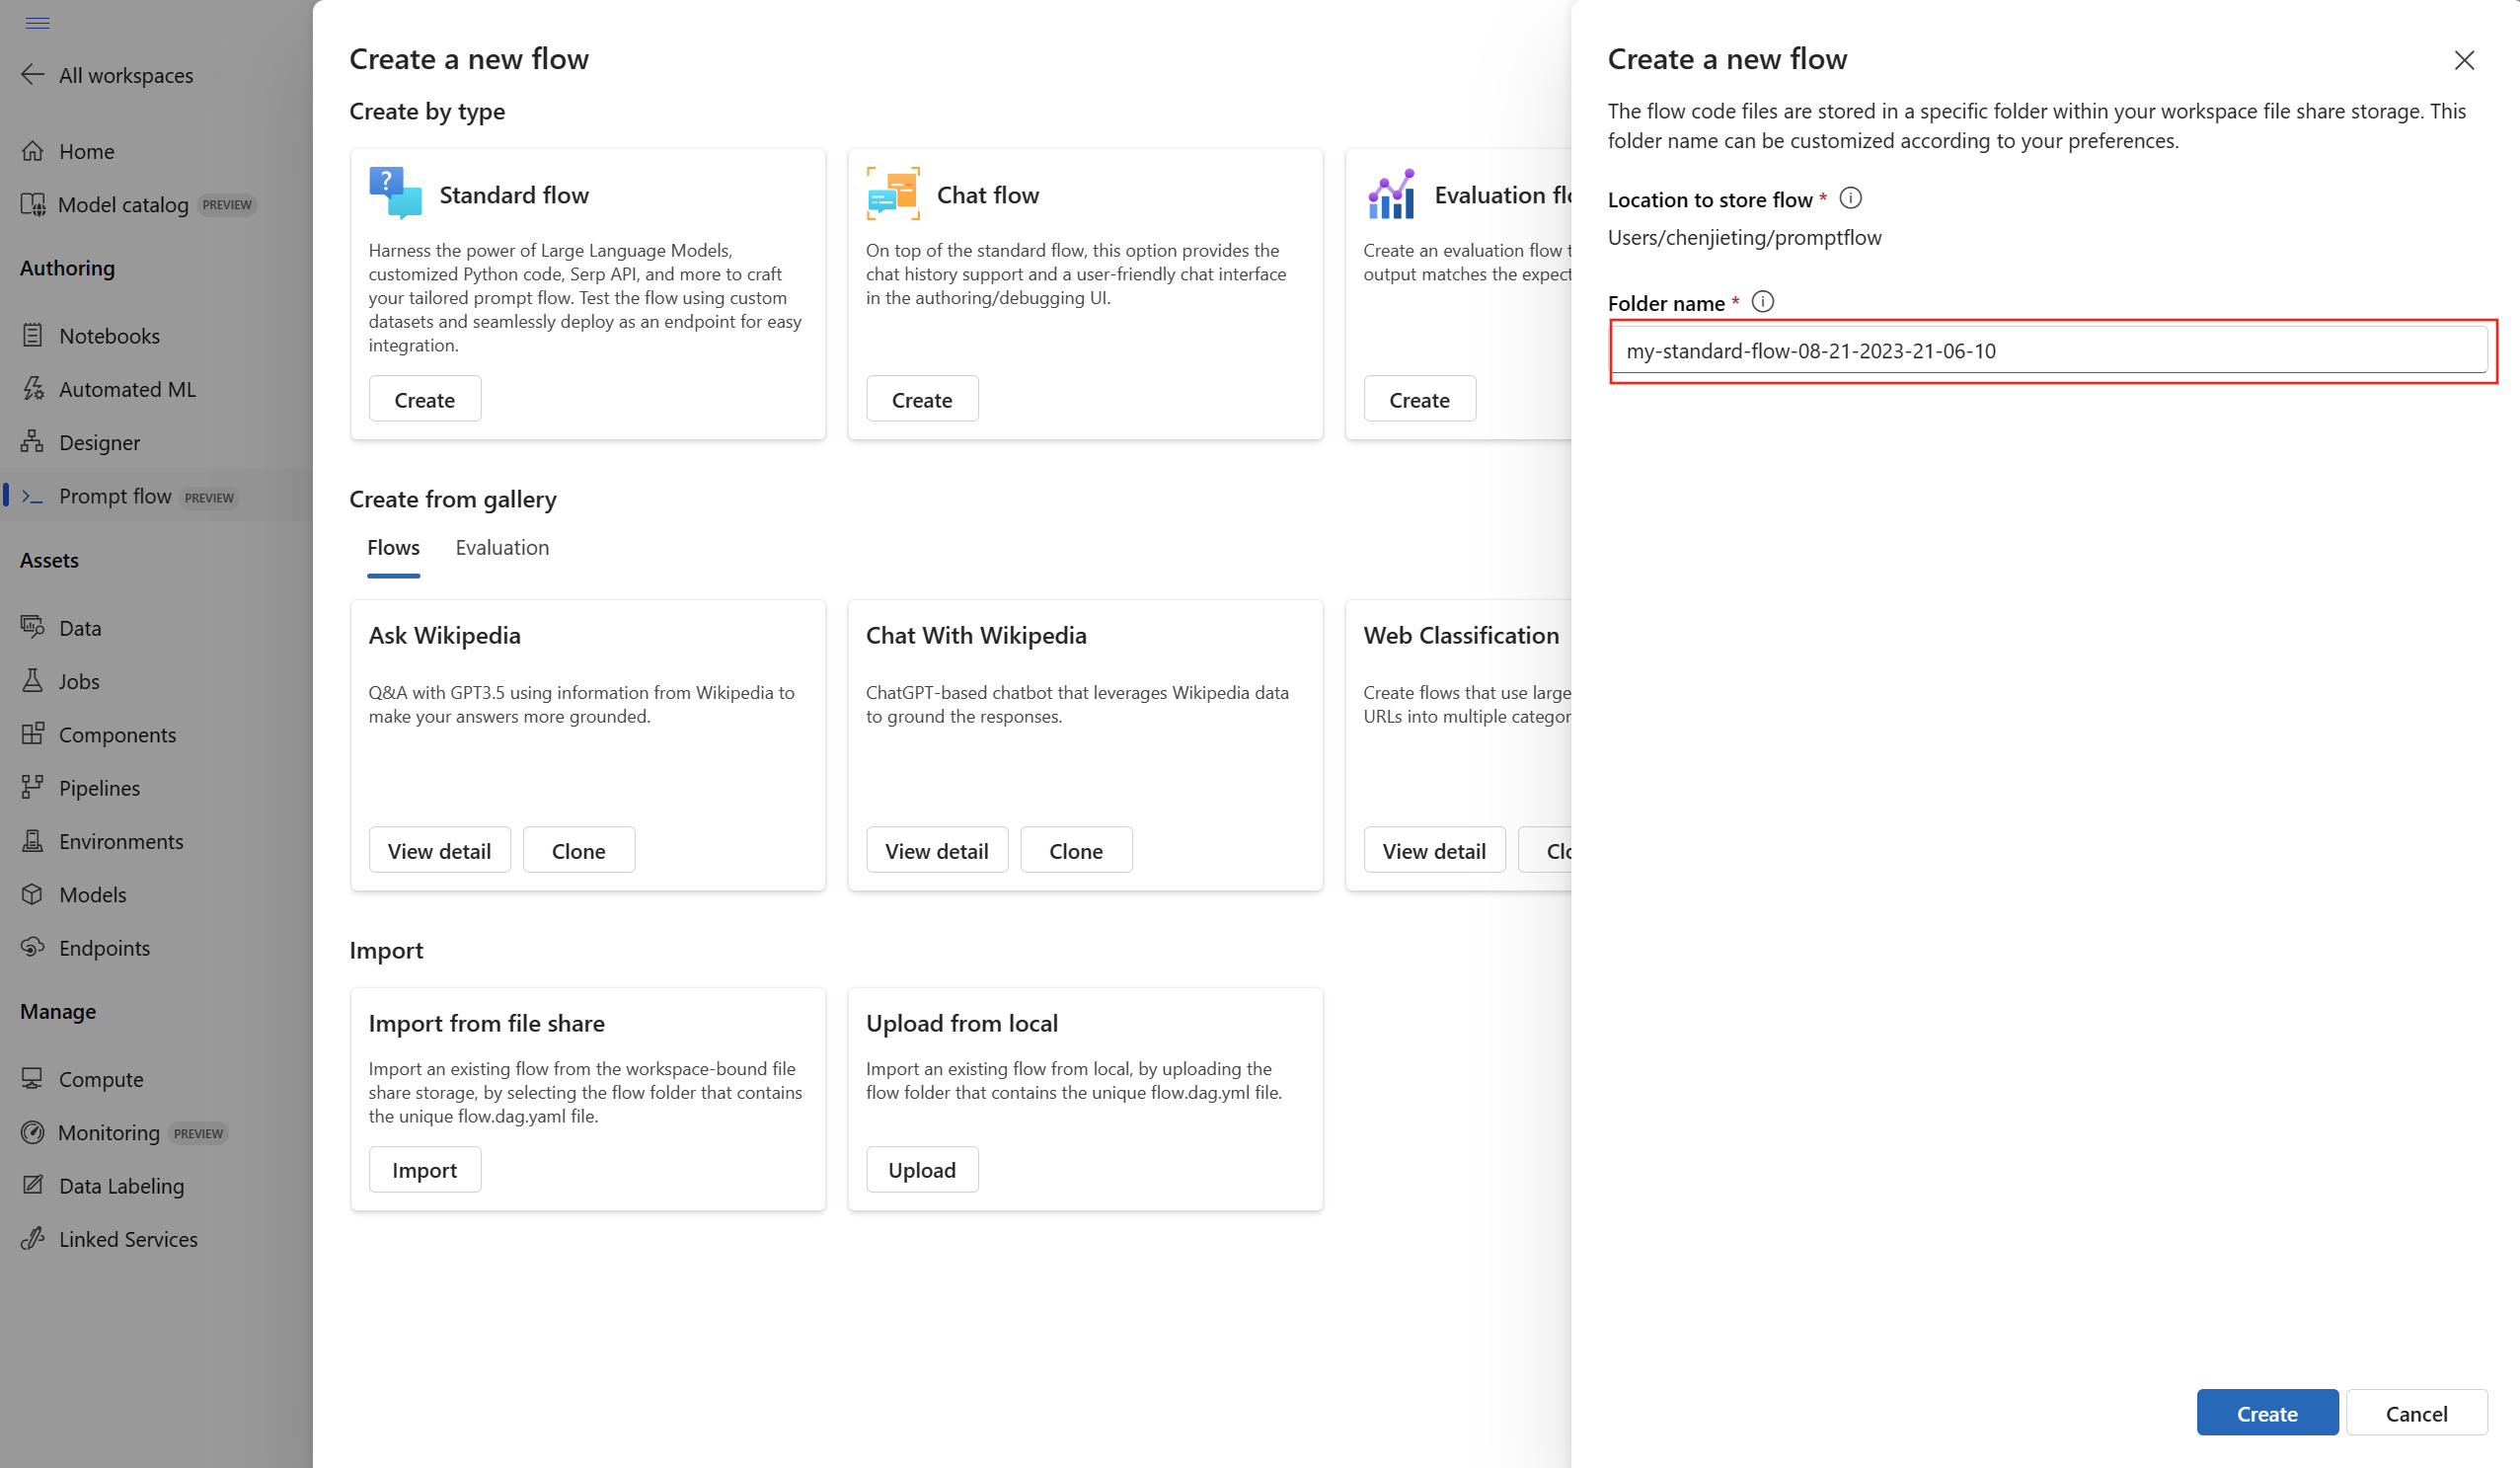 All workspaces
Home
Model catalog PREVIEW
Authoring
Notebooks
Automated ML
Designer
Prompt flow PREVIEW
Assets
Data
Jobs
Components
Pipelines
Environments
Models
Endpoints
Manage
Compute
Monitoring PREVIEW
Data Labeling
Linked Services
Create a new flow
Create by type
Standard flow
Harness the power of Large Language Models,
customized Python code, Serp API, and more to craft
your tailored prompt flow. Test the flow using custom
datasets and seamlessly deploy as an endpoint for easy
integration.
Create
Chat flow
On top of the standard flow, this option provides the
chat history support and a user-friendly chat interface
in the authoring/debugging UI.
Create
Evaluation
Create an evaluation flow
output matches the
Create
Create from gallery
Flows Evaluation
Ask Wikipedia
Q&A with GPT3.5 using information from Wikipedia to
make your answers more grounded.
View detail Clone
Chat With Wikipedia
ChatGPT-based chatbot that leverages Wikipedia data
to ground the responses.
View detail Clone
Web Classification
Create flows that use large
URLs into multiple
View detail
Import
Import from file share
Import an existing flow from the workspace-bound file
share storage, by selecting the flow folder that contains
the unique flow.dag.yaml file.
Import
Upload from local
Import an existing flow from local, by uploading the
flow folder that contains the unique flow.dag.yml file.
Upload
Create a new flow
The flow code files are stored in a specific folder within your workspace file share storage. This
folder name can be customized according to your preferences.
Location to store flow *
Users/chenjieting/promptflow
Folder name *
my-standard-flow-08-21-2023-21-06-10
Create Cancel